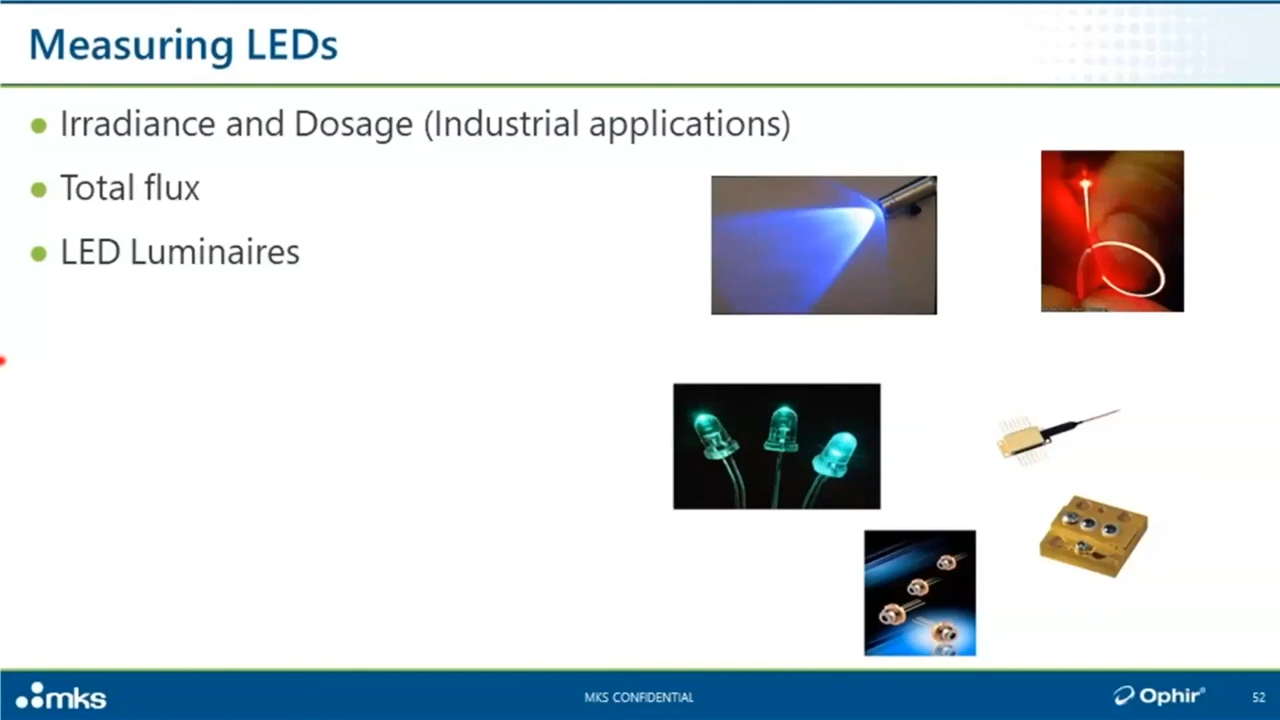 Measuring LEDs
Irradiance and Dosage (Industrial applications)
Total flux
LED Luminaires
mks
MKS CONFIDENTIAL
Ophir®
52